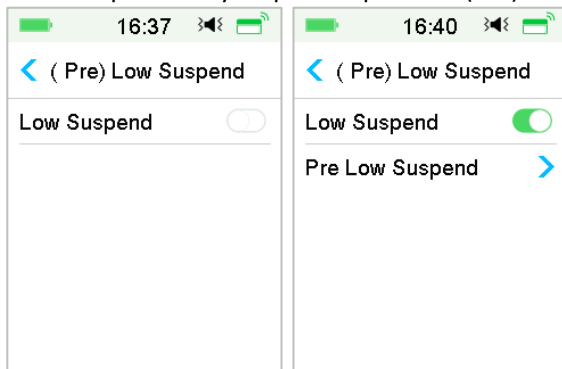 16:37
( Pre) Low Suspend
Low Suspend
16:40
( Pre) Low Suspend
Low Suspend
Pre Low Suspend